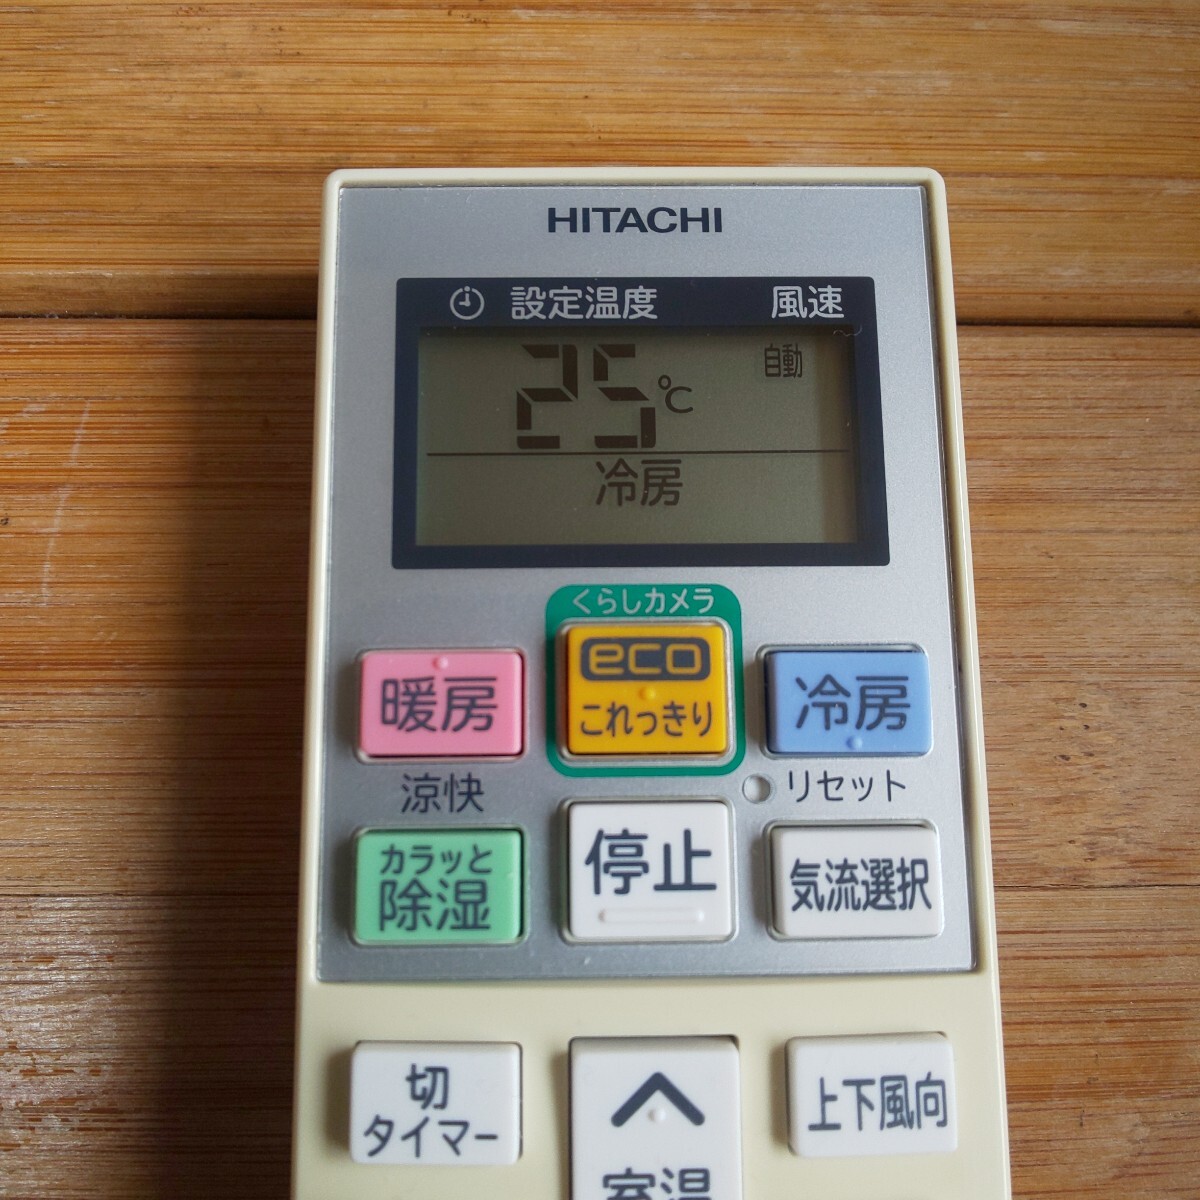 HITACHI
設定温度 風速
25℃ 自動
冷房
くらしカメラ
eco
これっきり
暖房
冷房
涼快
リセット
カラッと
除湿
停止
気流選択
切
タイマー
上下風向
室温